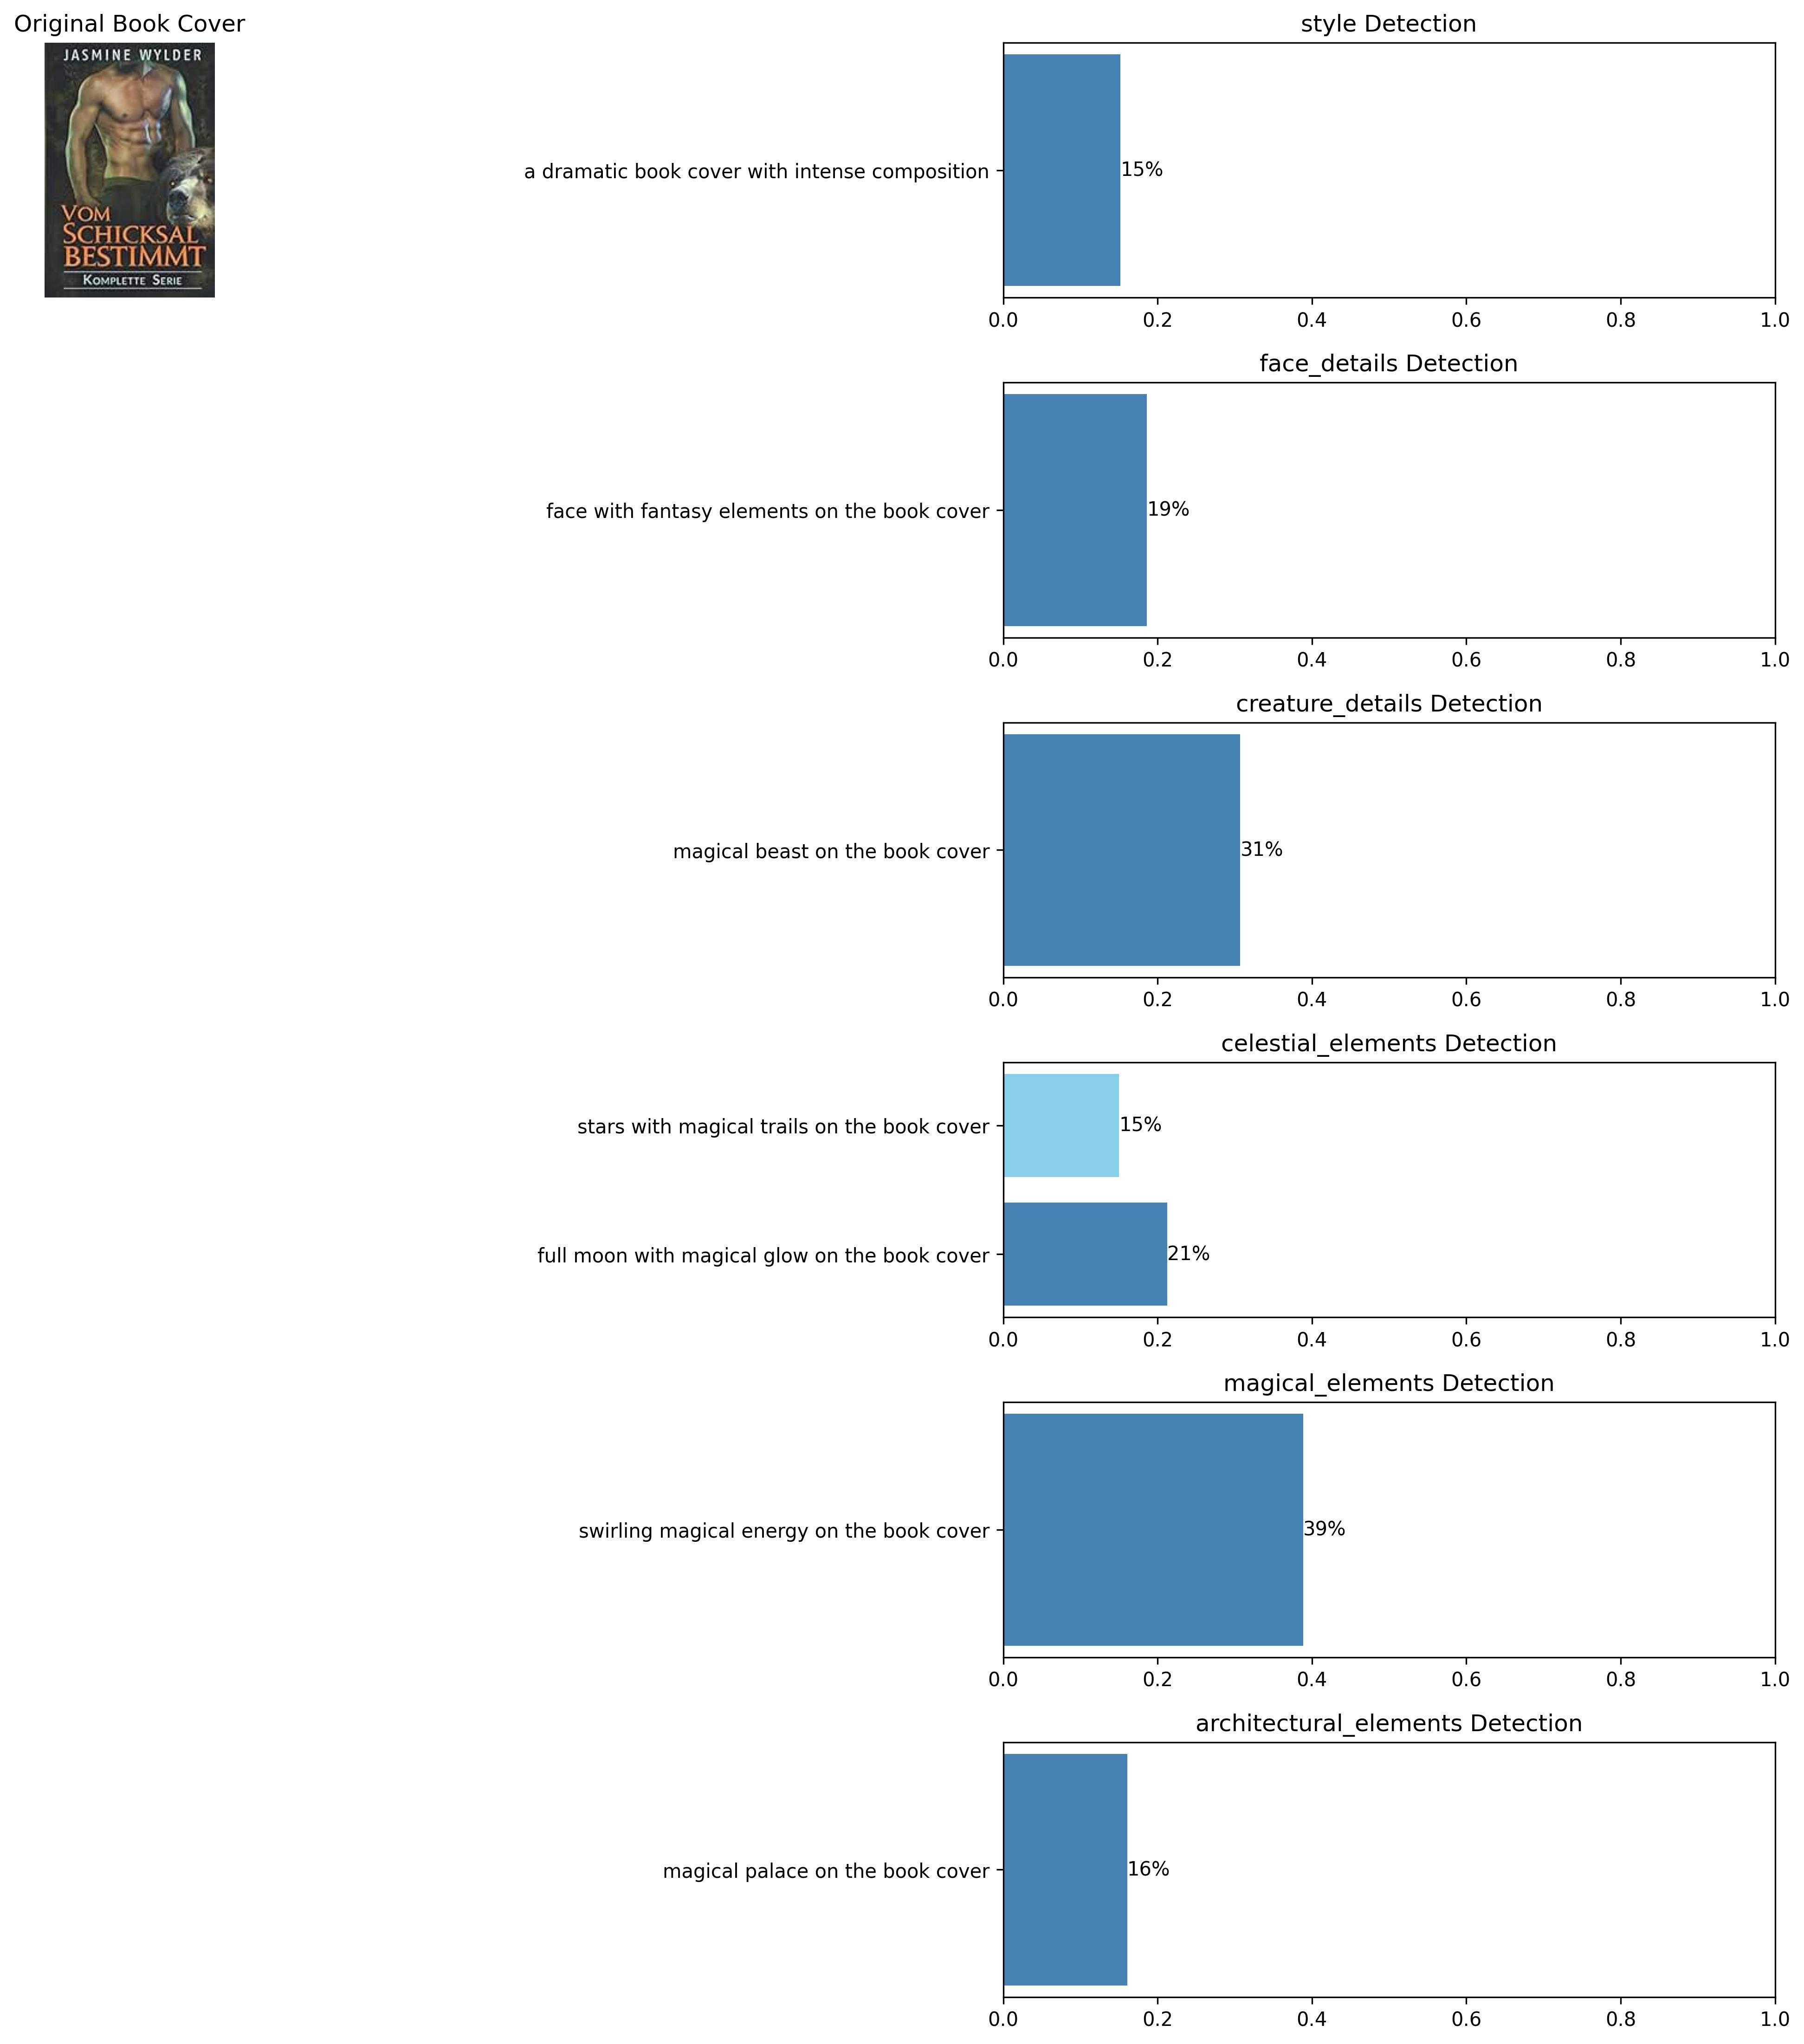 Original Book Cover
JASMINE WYLDER
VOM
SCHICKSAL
BESTIMMT
KOMPLETTE SERIE
style Detection
a dramatic book cover with intense composition
15%
0.0 0.2 0.4 0.6 0.8 1.0
face_details Detection
face with fantasy elements on the book cover
19%
0.0 0.2 0.4 0.6 0.8 1.0
creature_details Detection
magical beast on the book cover
31%
0.0 0.2 0.4 0.6 0.8 1.0
celestial_elements Detection
stars with magical trails on the book cover
15%
full moon with magical glow on the book cover
21%
0.0 0.2 0.4 0.6 0.8 1.0
magical_elements Detection
swirling magical energy on the book cover
39%
0.0 0.2 0.4 0.6 0.8 1.0
architectural_elements Detection
magical palace on the book cover
16%
0.0 0.2 0.4 0.6 0.8 1.0